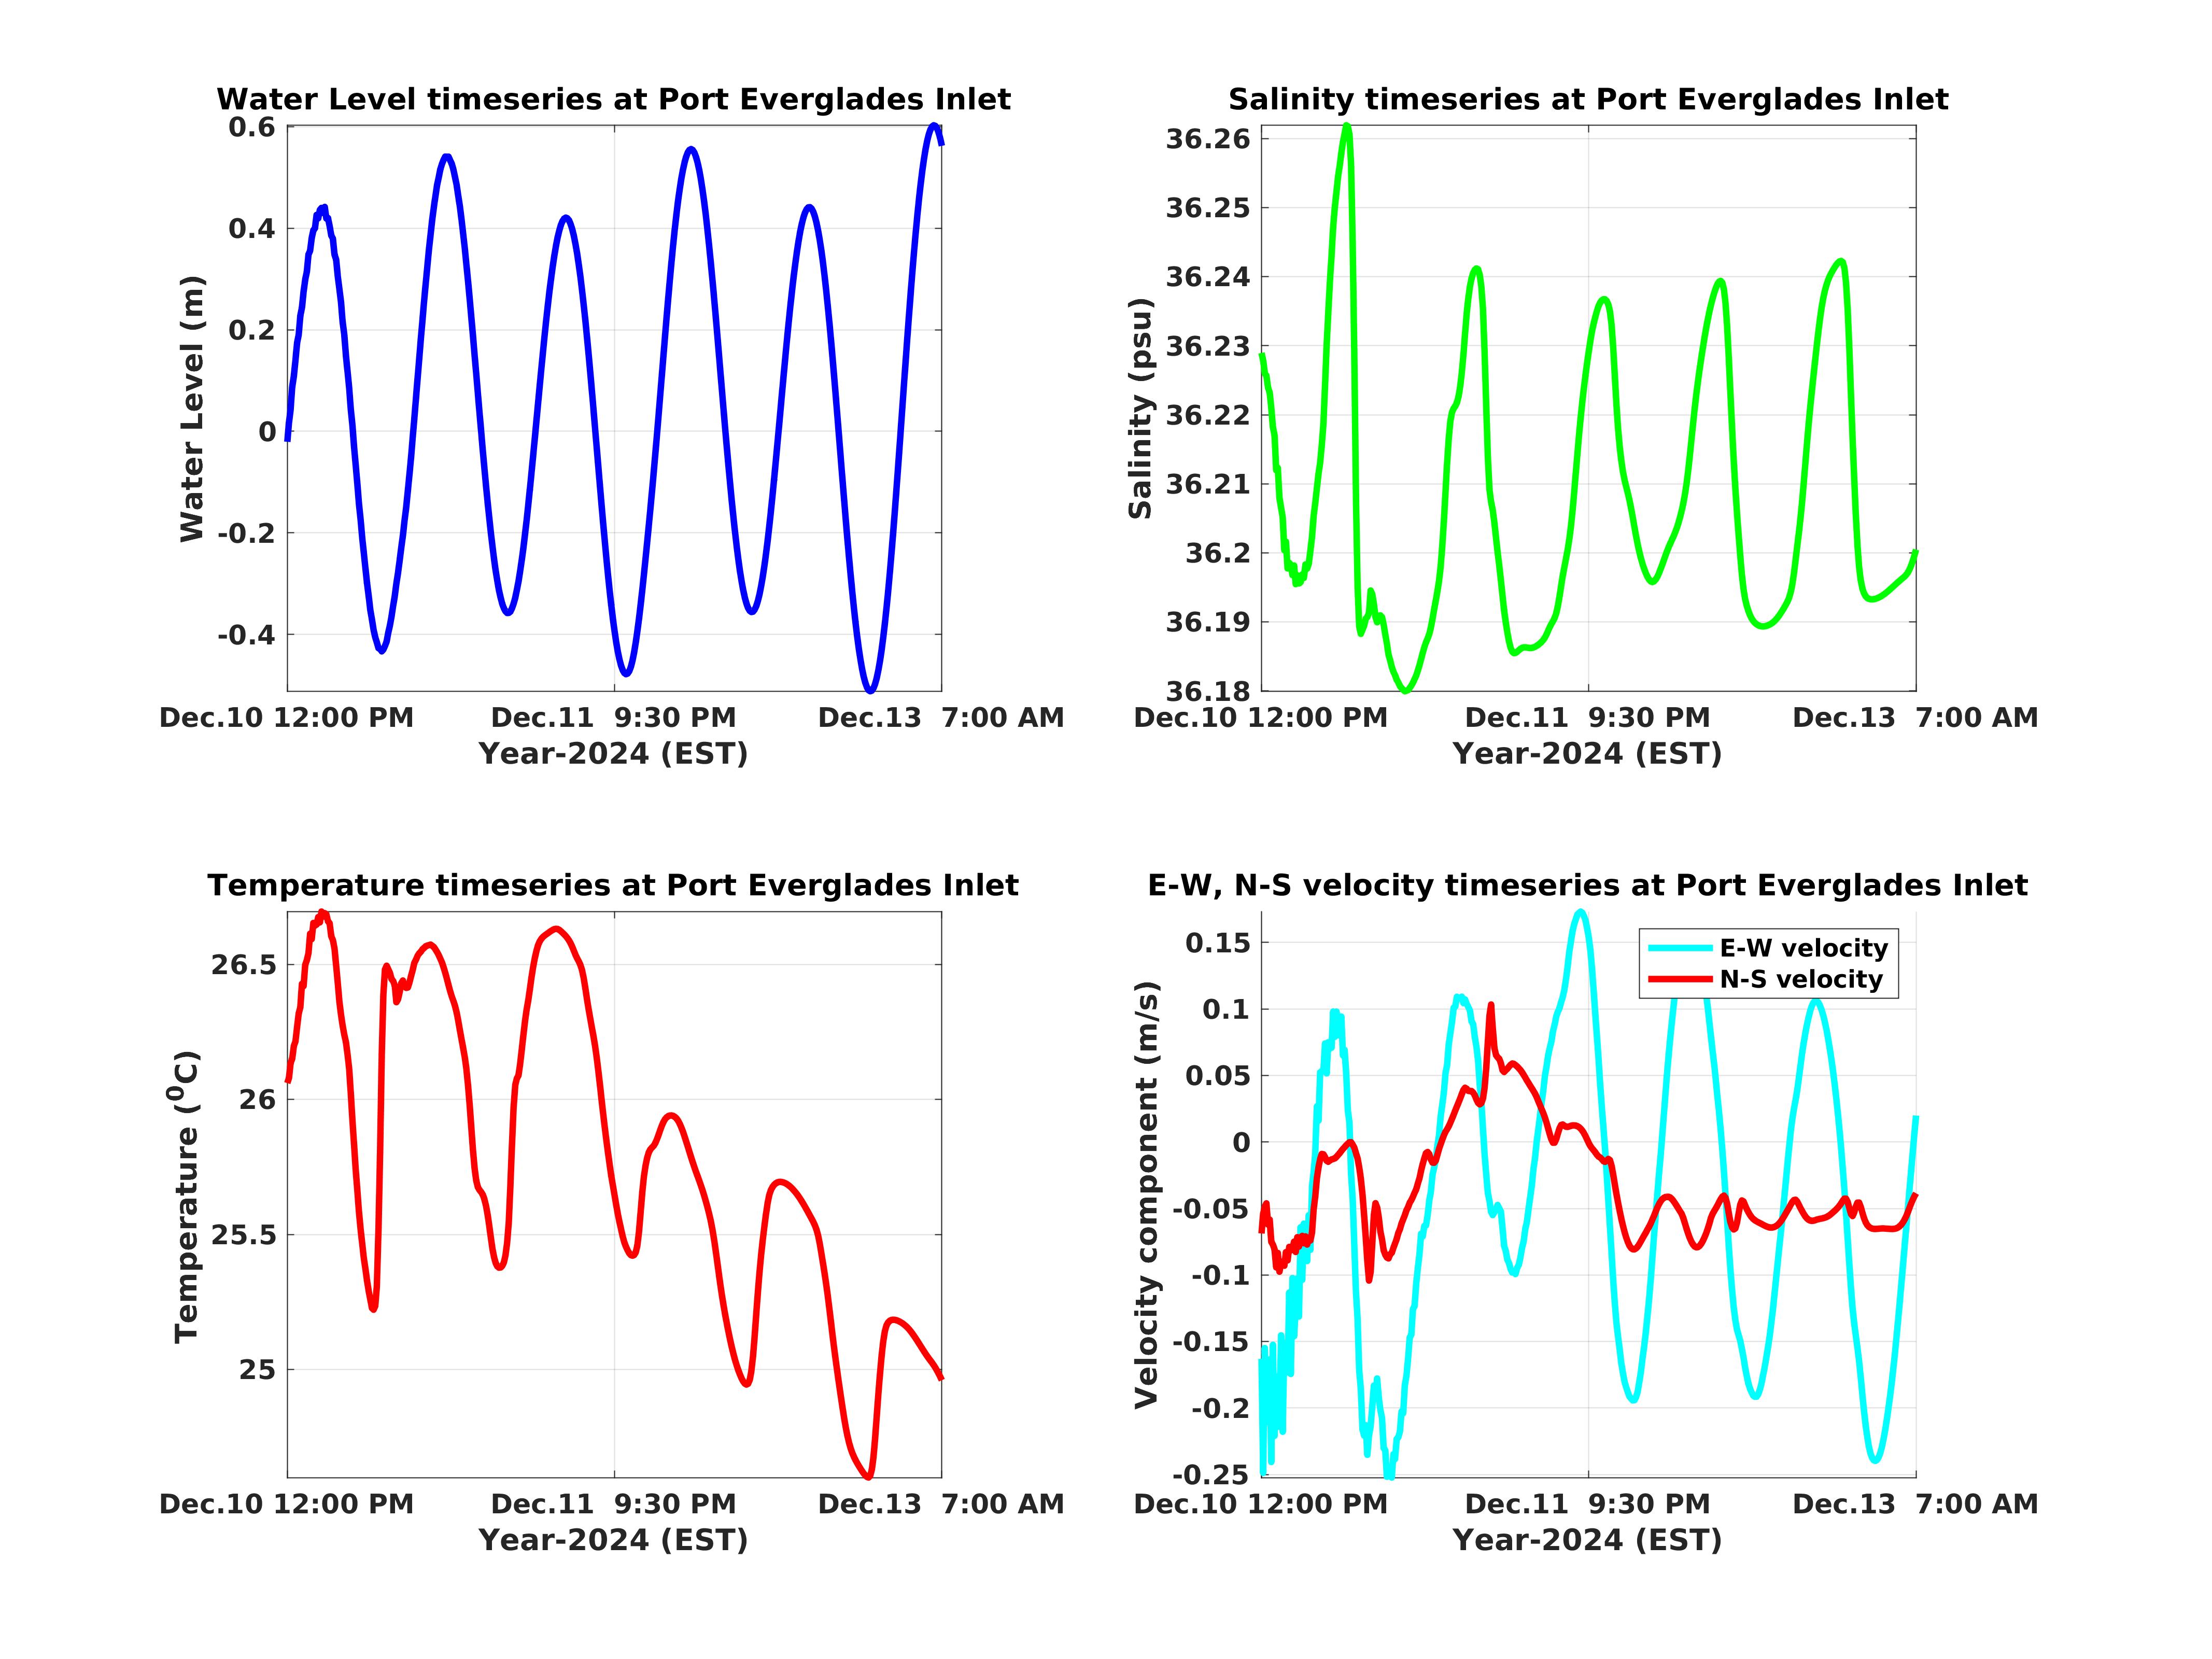 Water Level timeseries at Port Everglades Inlet
0.6
0.4
0.2
0
-0.2
-0.4
Water Level (m)
Dec.10 12:00 PM
Dec.11 9:30 PM
Dec.13 7:00 AM
Year-2024 (EST)
Salinity timeseries at Port Everglades Inlet
36.26
36.25
36.24
36.23
36.22
36.21
36.2
36.19
36.18
Salinity (psu)
Dec.10 12:00 PM
Dec.11 9:30 PM
Dec.13 7:00 AM
Year-2024 (EST)
Temperature timeseries at Port Everglades Inlet
26.5
26
25.5
25
Temperature (⁰C)
Dec.10 12:00 PM
Dec.11 9:30 PM
Dec.13 7:00 AM
Year-2024 (EST)
E-W, N-S velocity timeseries at Port Everglades Inlet
0.15
0.1
0.05
0
-0.05
-0.1
-0.15
-0.2
-0.25
Velocity component (m/s)
E-W velocity
N-S velocity
Dec.10 12:00 PM
Dec.11 9:30 PM
Dec.13 7:00 AM
Year-2024 (EST)